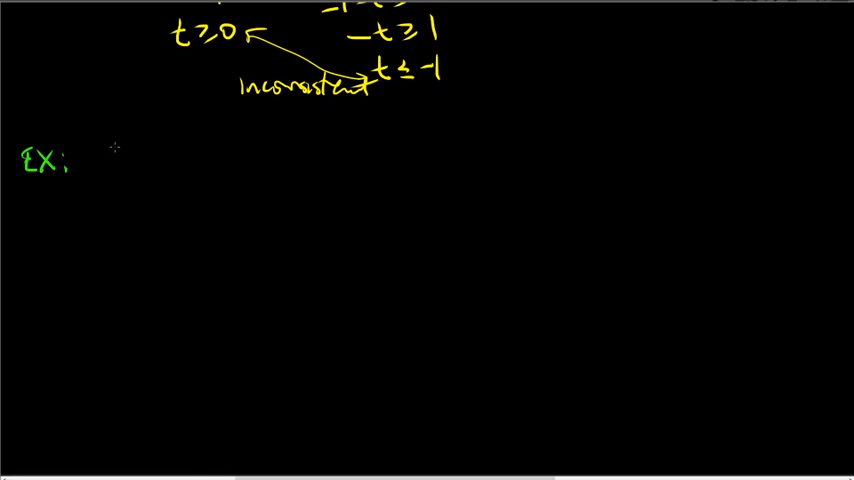 t ≥ 0 -t ≥ 1
inconsistent t ≤ -1
EX: